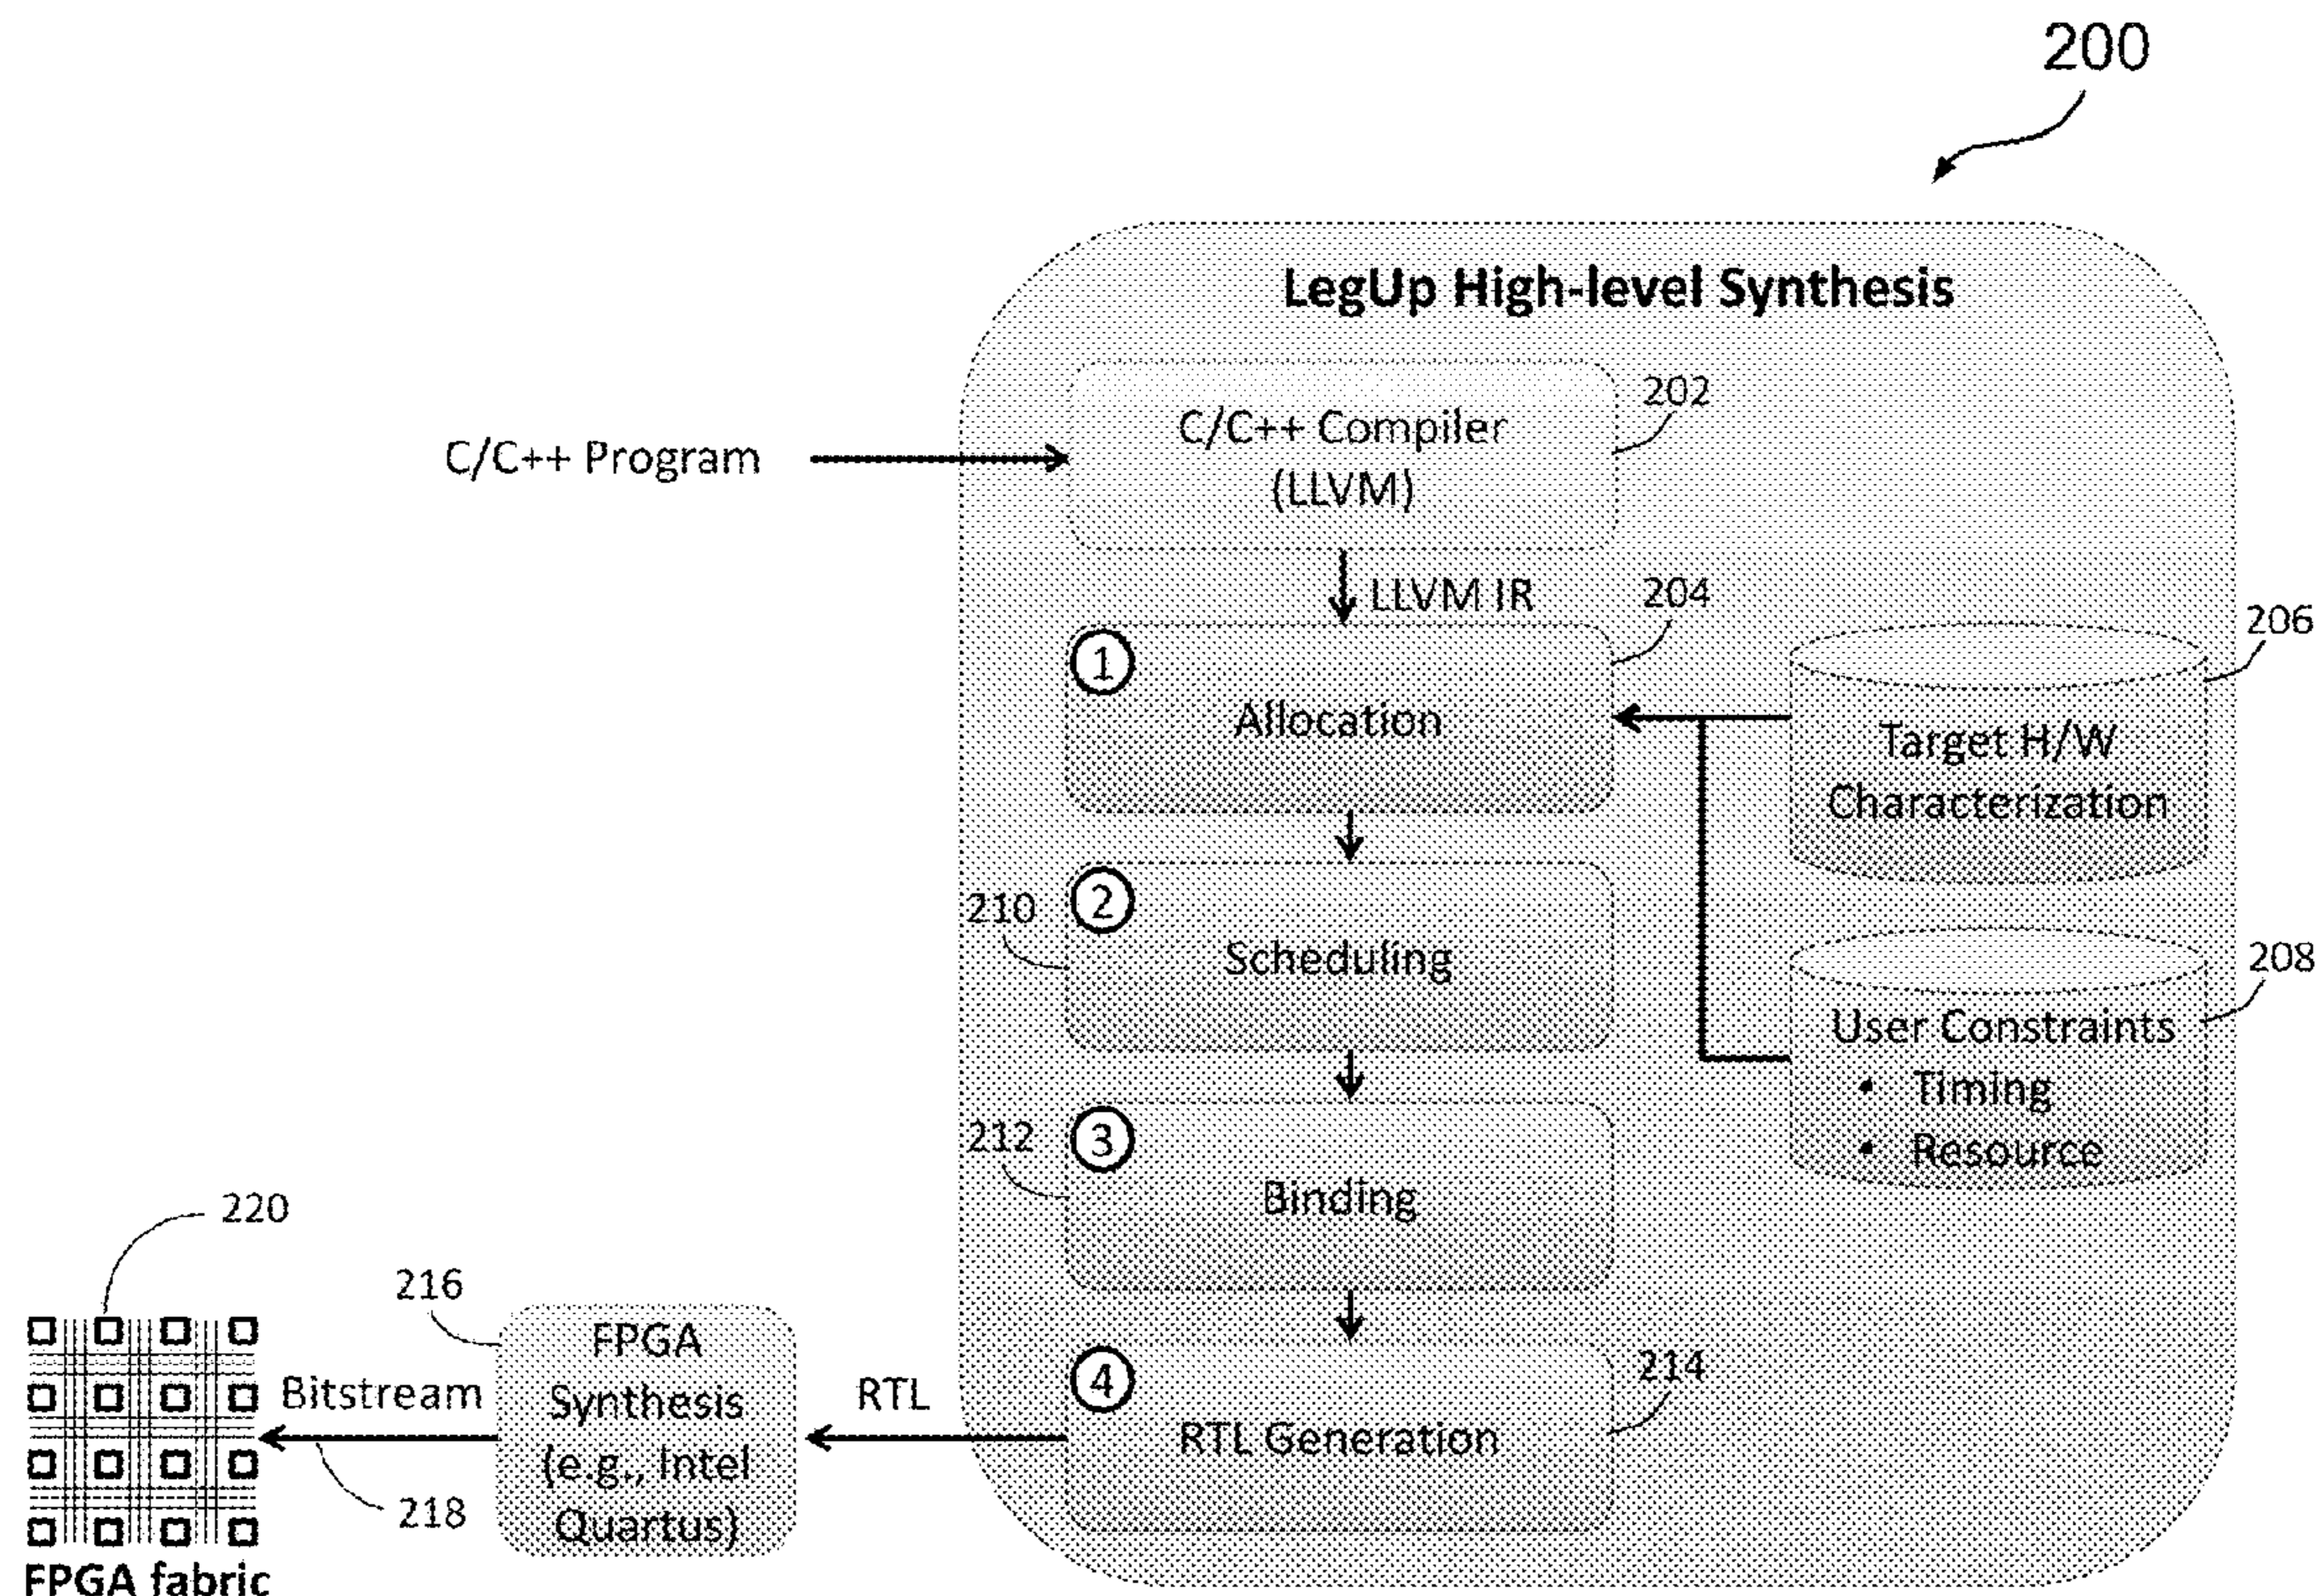 200
LegUp High-level Synthesis
C/C++ Program
C/C++ Compiler
(LLVM)
202
LLVM IR
204
1
Allocation
206
Target H/W
Characterization
210
2
Scheduling
208
User Constraints
• Timing
• Resource
212
3
Binding
220
216
FPGA
Synthesis
(e.g., Intel
Quartus)
Bitstream
218
RTL
4
RTL Generation
214
FPGA fabric